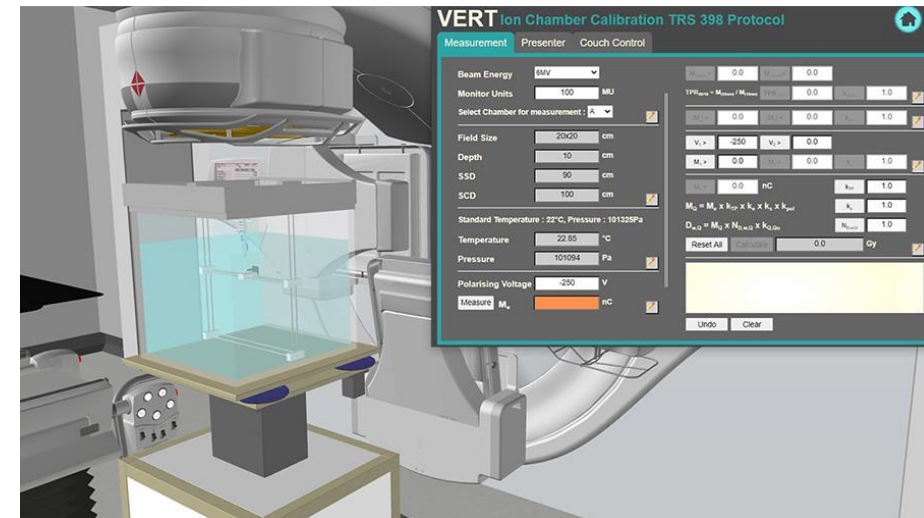 VERT Ion Chamber Calibration TRS 398 Protocol
Measurement Presenter Couch Control
Beam Energy 6MV
Monitor Units 100 MU
Select Chamber for measurement : A
Field Size 20x20 cm
Depth 10 cm
SSD 90 cm
SCD 100 cm
Standard Temperature : 22°C, Pressure : 101325Pa
Temperature 22.85 °C
Pressure 101094 Pa
Polarising Voltage -250 V
Measure nC
0.0 0.0
0.0 1.0
0.0 0.0 1.0
V₁ > -250 V₂ > 0.0
M₁ > 0.0 0.0 1.0
0.0 nC 1.0
1.0
1.0
Reset All Calculate 0.0 Gy
Undo Clear